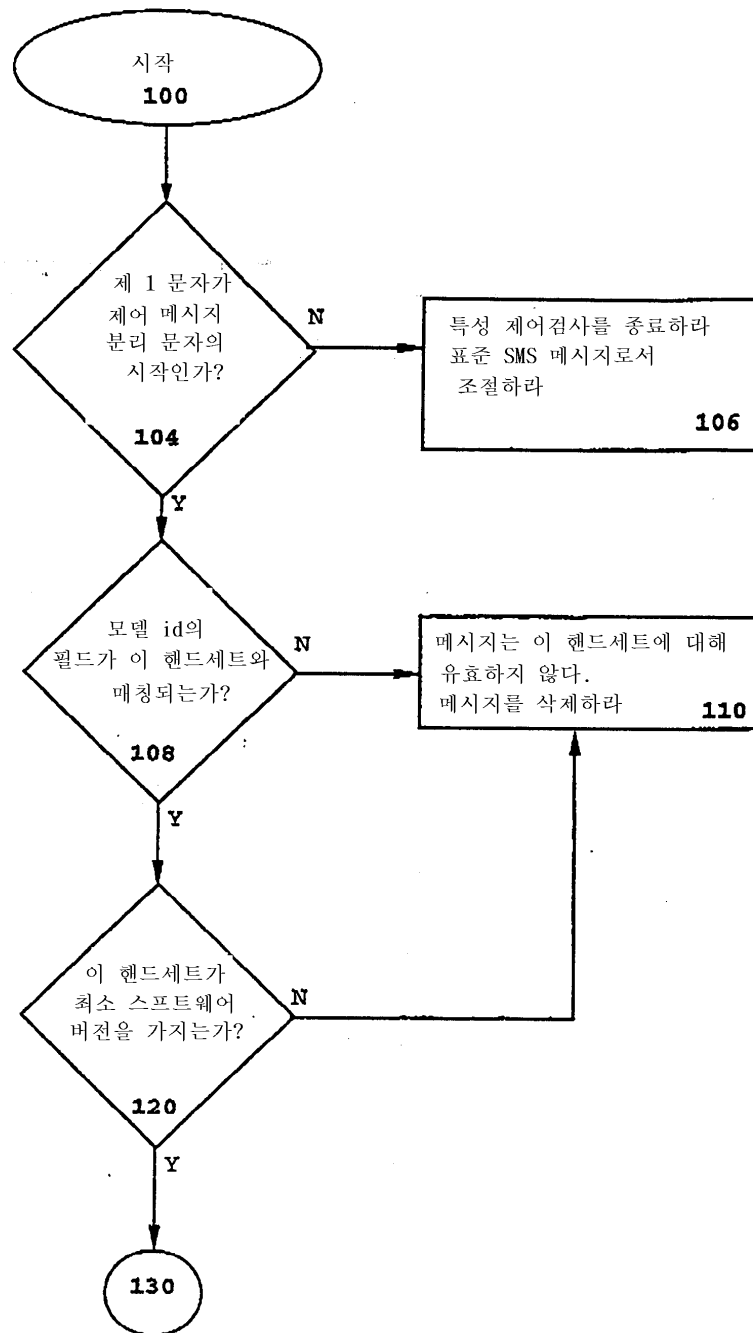 시작
100
제 1 문자가
제어 메시지
분리 문자의
시작인가?
104
N
Y
특성 제어검사를 종료하라
표준 SMS 메시지로서
조절하라
106
모델 id의
필드가 이 핸드세트와
매칭되는가?
108
N
Y
메시지는 이 핸드세트에 대해
유효하지 않다.
메시지를 삭제하라
110
이 핸드세트가
최소 스프트웨어
버전을 가지는가?
120
N
Y
130